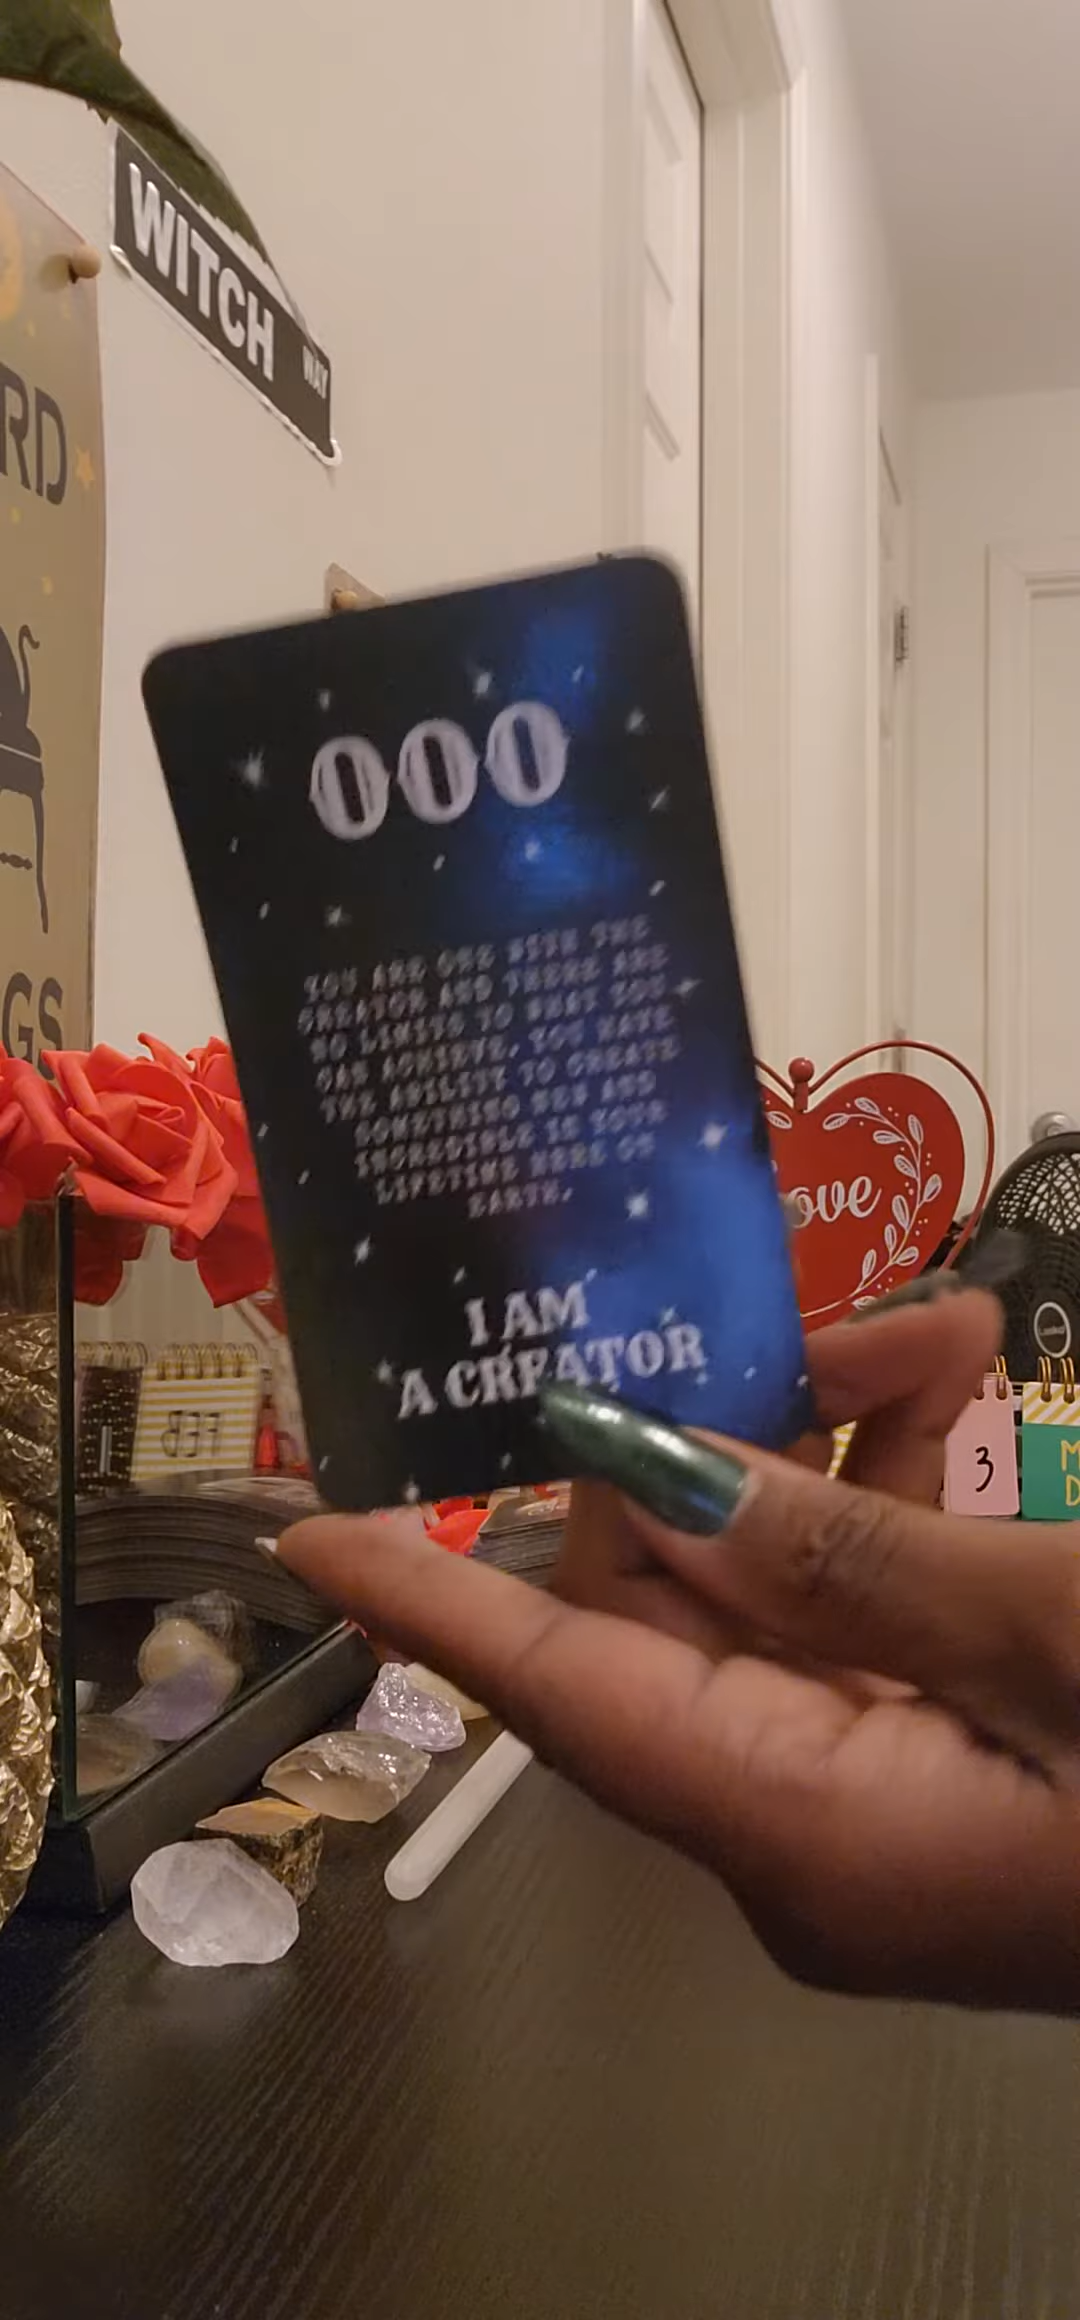 WITCH
WAY
RD
GS
000
YOU ARE ONE WITH THE
CREATOR AND THERE ARE
NO LIMITS TO WHAT YOU
CAN ACHIEVE. YOU HAVE
THE ABILITY TO CREATE
SOMETHING NEW AND
INCREDIBLE IN YOUR
LIFETIME HERE ON
EARTH.
I AM
A CREATOR
ove
FEB
3
M
D